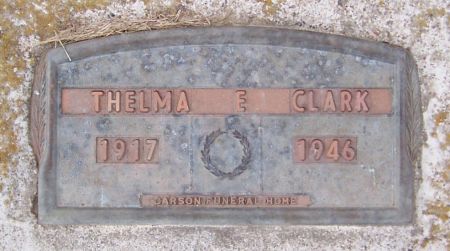 THELMA E CLARK
1917 1946
CARSON FUNERAL HOME